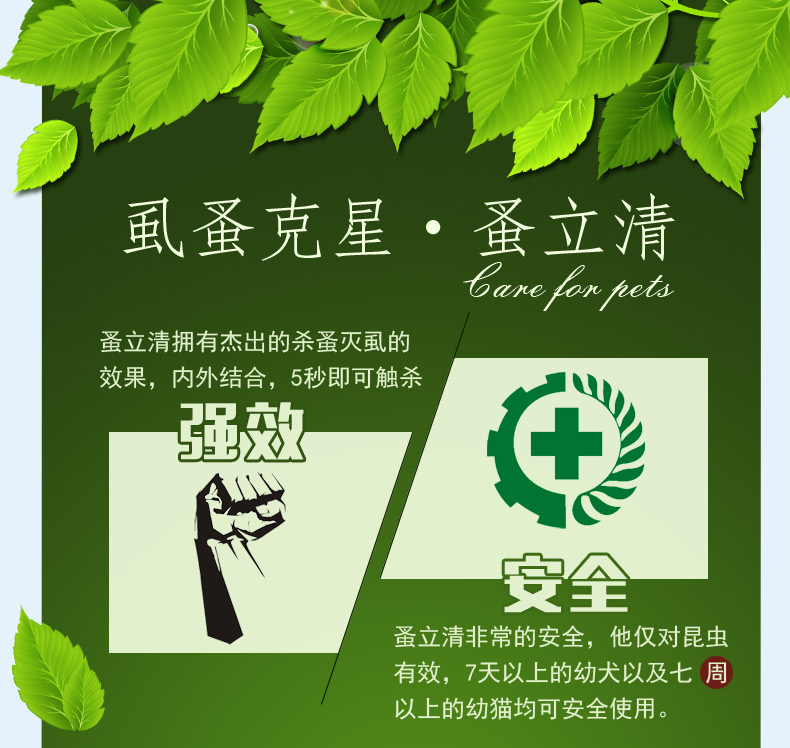 虱蚤克星·蚤立清
Care for pets
蚤立清拥有杰出的杀蚤灭虱的
效果，内外结合，5秒即可触杀
强效
安全
蚤立清非常的安全，他仅对昆虫
有效，7天以上的幼犬以及七周
以上的幼猫均可安全使用。